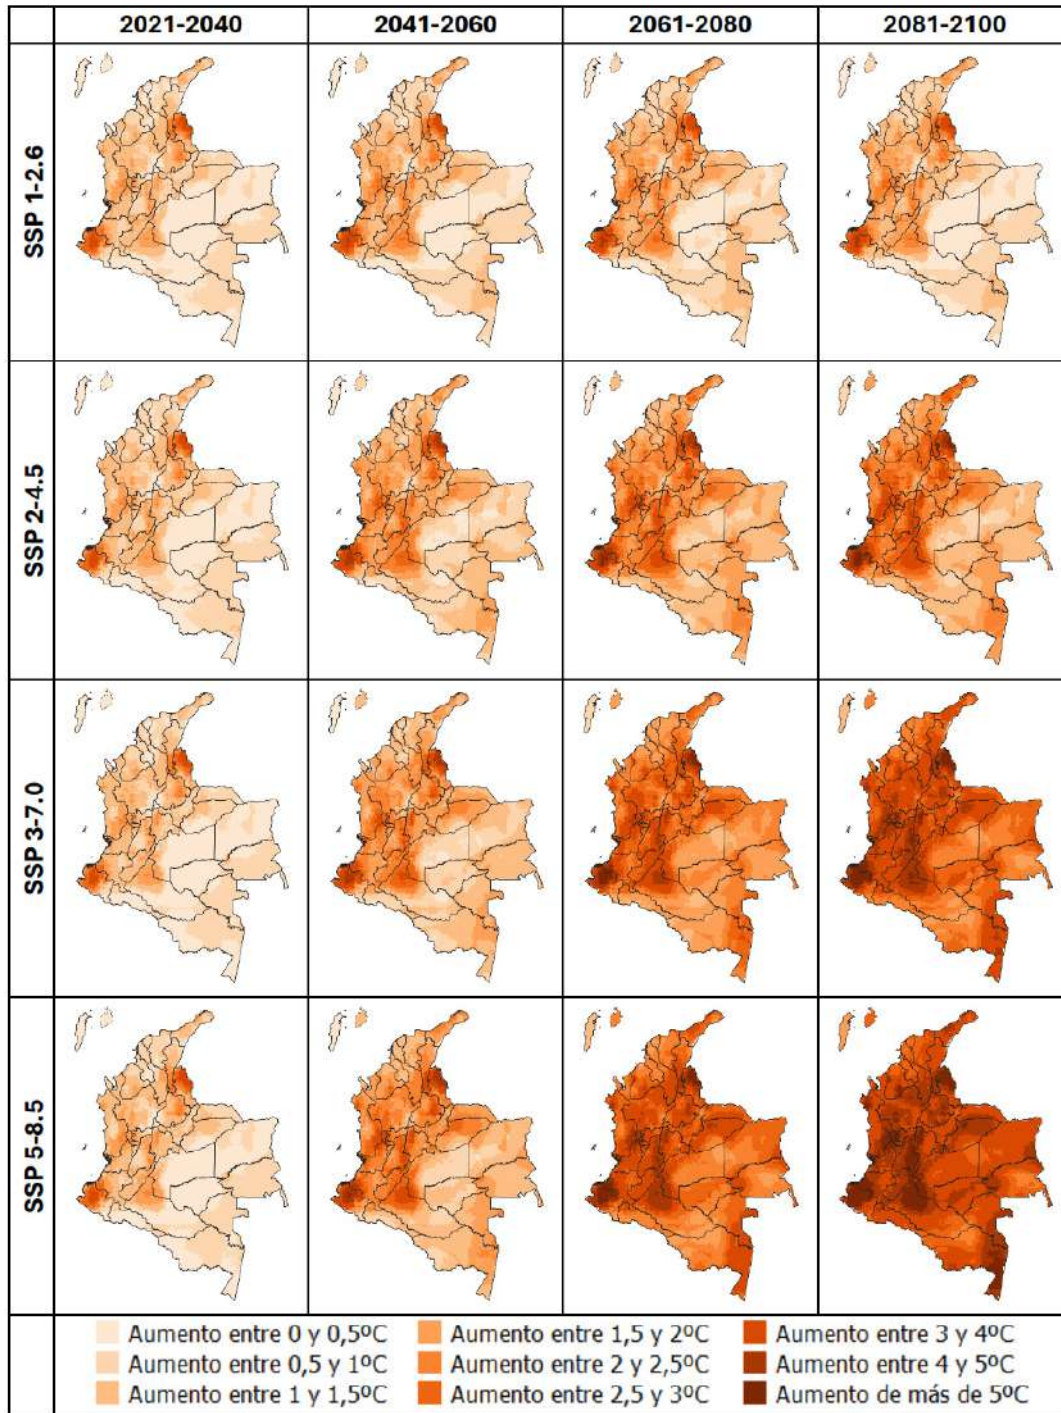 2021-2040 2041-2060 2061-2080 2081-2100
SSP 1-2.6
SSP 2-4.5
SSP 3-7.0
SSP 5-8.5
Aumento entre 0 y 0,5ºC Aumento entre 1,5 y 2ºC Aumento entre 3 y 4ºC
Aumento entre 0,5 y 1ºC Aumento entre 2 y 2,5ºC Aumento entre 4 y 5ºC
Aumento entre 1 y 1,5ºC Aumento entre 2,5 y 3ºC Aumento de más de 5ºC